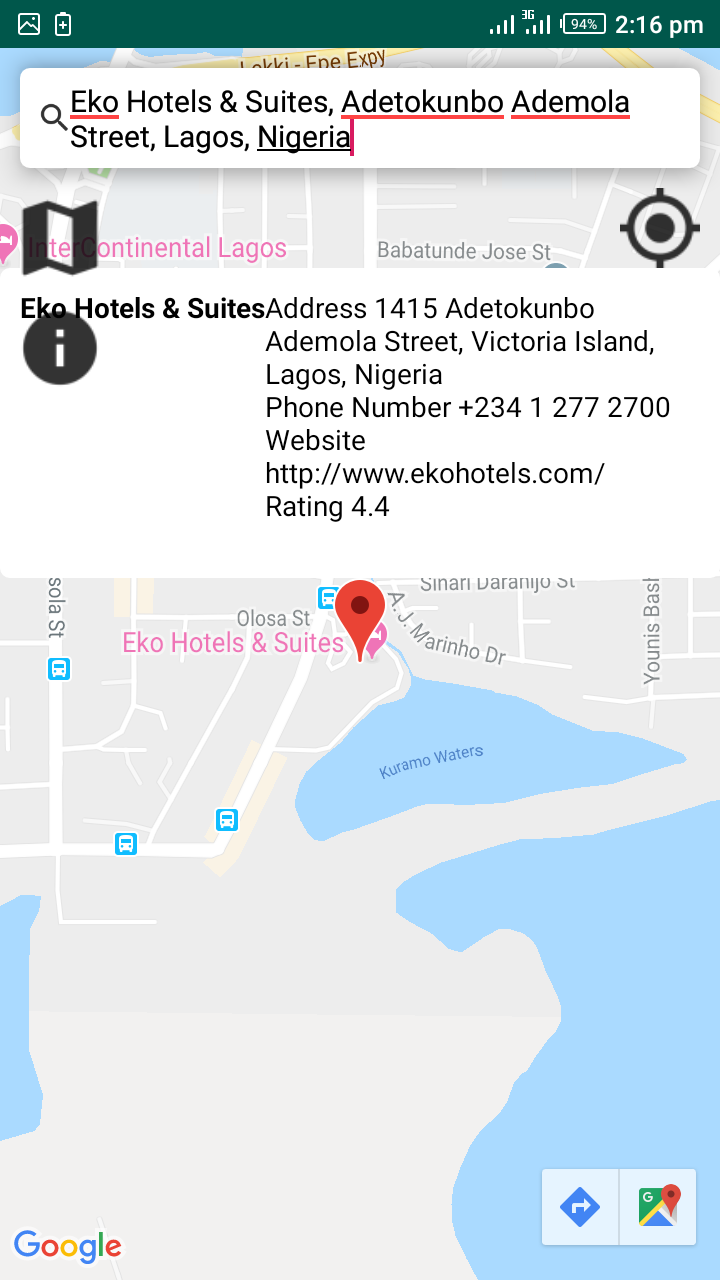 3G
94%
2:16 pm
Lekki - Epe Expy
Eko Hotels & Suites, Adetokunbo Ademola
Street, Lagos, Nigeria
InterContinental Lagos
Babatunde Jose St
Eko Hotels & Suites
Address 1415 Adetokunbo
Ademola Street, Victoria Island,
Lagos, Nigeria
Phone Number +234 1 277 2700
Website
http://www.ekohotels.com/
Rating 4.4
sola St
Sinari Daranijo St
Olosa St
Eko Hotels & Suites
A. J. Marinho Dr
Younis Bash
Kuramo Waters
G
Google